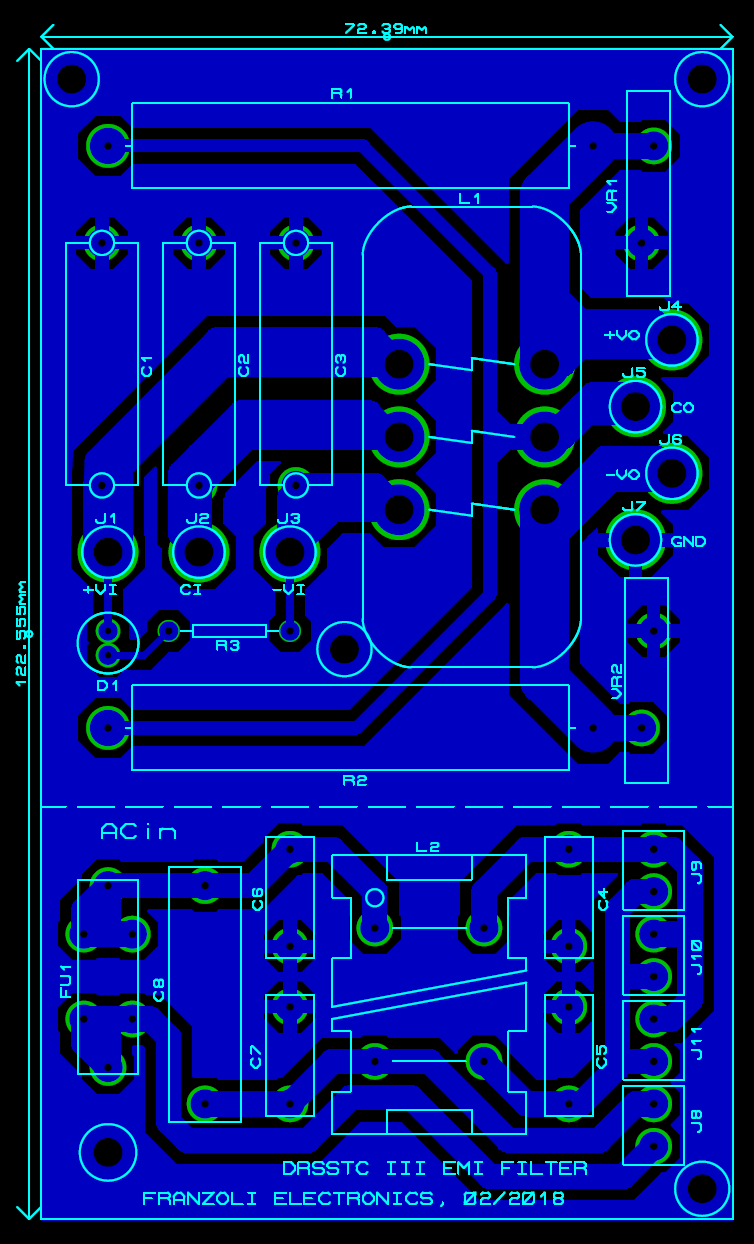 72.39mm
R1
L1
VR1
J4
+VO
C1
C2
C3
J5
CO
J6
-VO
J1
J2
J3
J7
GND
+VI
CI
-VI
122.555mm
R3
D1
VR2
R2
ACin
L2
J9
C6
C4
J10
FU1
C8
C7
C5
J11
J8
DRSSTC III EMI FILTER
FRANZOLI ELECTRONICS, 02/2018